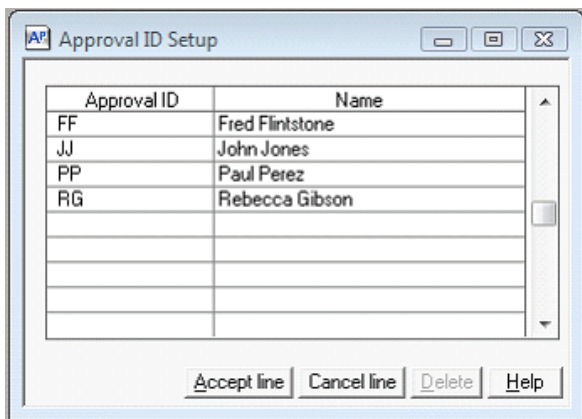 AP Approval ID Setup
Approval ID Name
FF Fred Flintstone
JJ John Jones
PP Paul Perez
RG Rebecca Gibson
Accept line Cancel line Delete Help